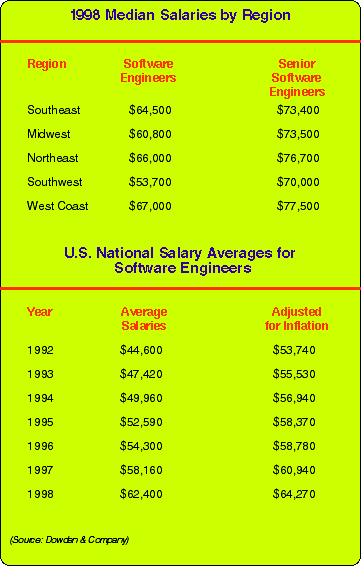 1998 Median Salaries by Region
Region Software Engineers Senior Software Engineers
Southeast $64,500 $73,400
Midwest $60,800 $73,500
Northeast $66,000 $76,700
Southwest $53,700 $70,000
West Coast $67,000 $77,500
U.S. National Salary Averages for
Software Engineers
Year Average Salaries Adjusted for Inflation
1992 $44,600 $53,740
1993 $47,420 $55,530
1994 $49,960 $56,940
1995 $52,590 $58,370
1996 $54,300 $58,780
1997 $58,160 $60,940
1998 $62,400 $64,270
(Source: Dowden & Company)